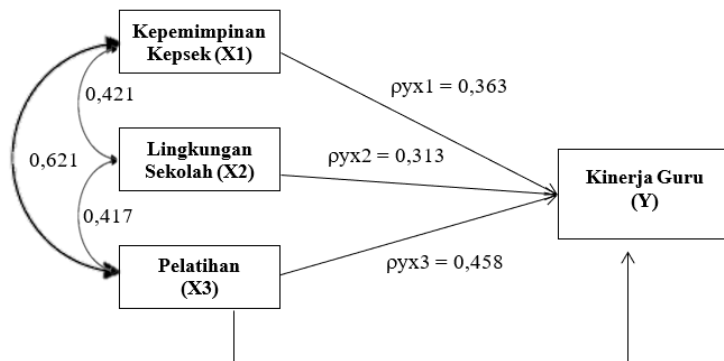 Kepemimpinan
Kepsek (X1)
0,421
ρyx1 = 0,363
Lingkungan
Sekolah (X2)
ρyx2 = 0,313
0,621
Kinerja Guru
(Y)
0,417
Pelatihan
(X3)
ρyx3 = 0,458